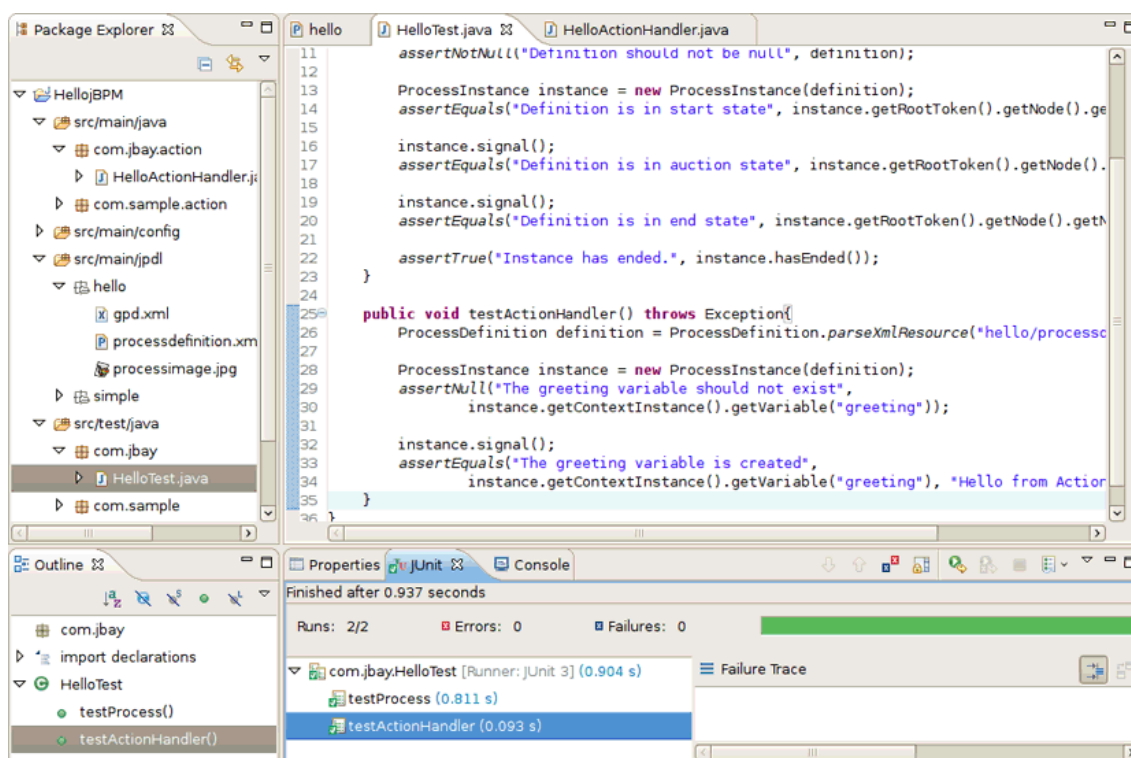 Package Explorer
HellojBPM
src/main/java
com.jbay.action
HelloActionHandler.ja
com.sample.action
src/main/config
src/main/jpdl
hello
gpd.xml
processdefinition.xm
processimage.jpg
simple
src/test/java
com.jbay
HelloTest.java
com.sample
hello
HelloTest.java
HelloActionHandler.java
11 assertNotNull("Definition should not be null", definition);
12
13 ProcessInstance instance = new ProcessInstance(definition);
14 assertEquals("Definition is in start state", instance.getRootToken().getNode().ge
15
16 instance.signal();
17 assertEquals("Definition is in auction state", instance.getRootToken().getNode().
18
19 instance.signal();
20 assertEquals("Definition is in end state", instance.getRootToken().getNode().getN
21
22 assertTrue("Instance has ended.", instance.hasEnded());
23 }
24
25 public void testActionHandler() throws Exception{
26 ProcessDefinition definition = ProcessDefinition.parseXmlResource("hello/processd
27
28 ProcessInstance instance = new ProcessInstance(definition);
29 assertNull("The greeting variable should not exist",
30 instance.getContextInstance().getVariable("greeting"));
31
32 instance.signal();
33 assertEquals("The greeting variable is created",
34 instance.getContextInstance().getVariable("greeting"), "Hello from Action
35 }
36 }
Outline
com.jbay
import declarations
HelloTest
testProcess()
testActionHandler()
Properties
JUnit
Console
Finished after 0.937 seconds
Runs: 2/2 Errors: 0 Failures: 0
com.jbay.HelloTest [Runner: JUnit 3] (0.904 s)
testProcess (0.811 s)
testActionHandler (0.093 s)
Failure Trace